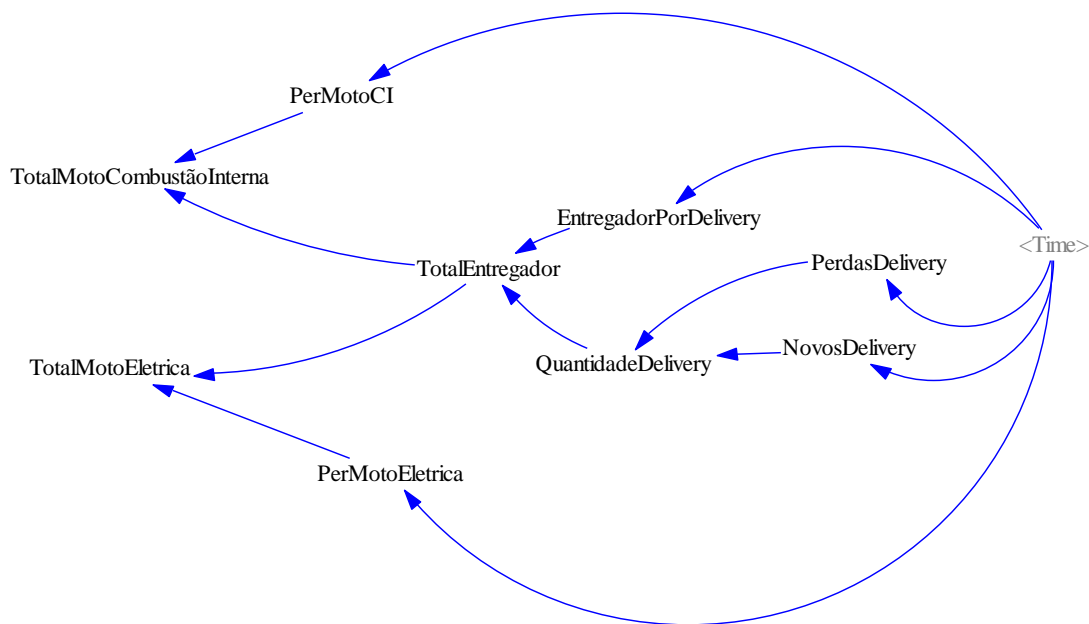 PerMotoCI
TotalMotoCombustãoInterna
EntregadorPorDelivery
<Time>
TotalEntregador
PerdasDelivery
NovosDelivery
QuantidadeDelivery
TotalMotoEletrica
PerMotoEletrica